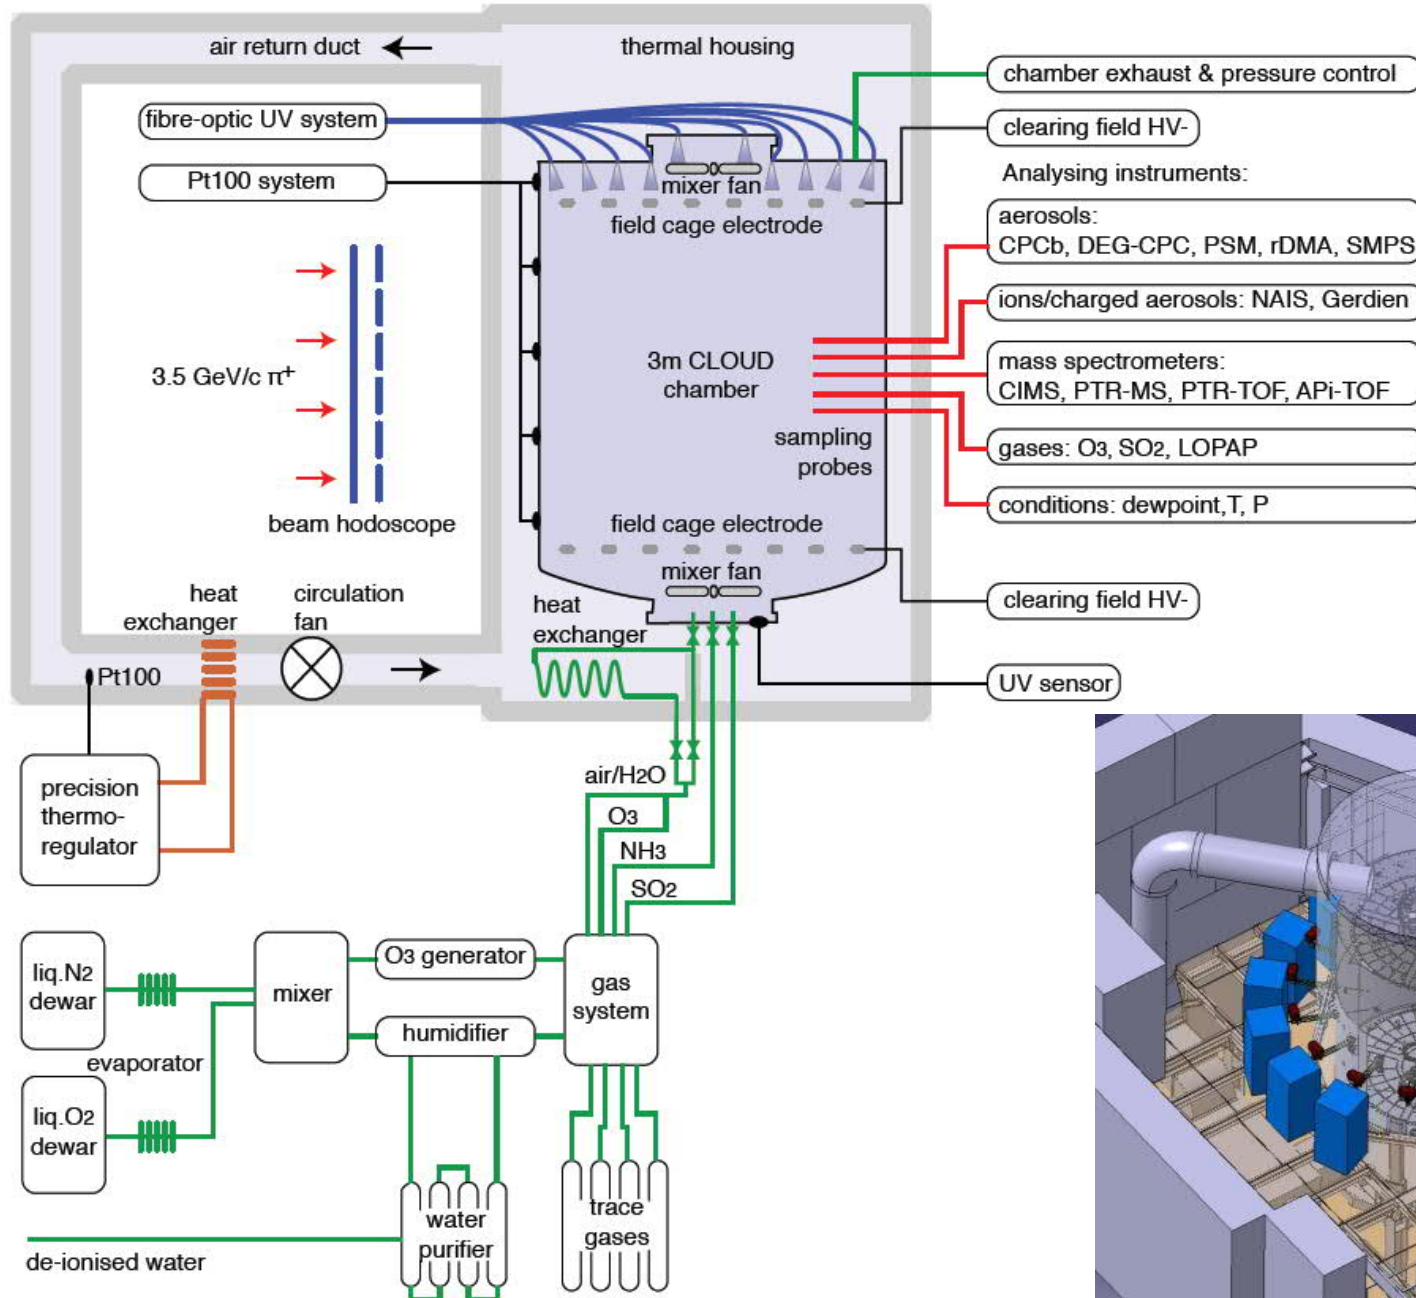 air return duct
thermal housing
chamber exhaust & pressure control
fibre-optic UV system
clearing field HV-
Pt100 system
mixer fan
Analysing instruments:
field cage electrode
aerosols:
CPCb, DEG-CPC, PSM, rDMA, SMPS
ions/charged aerosols: NAIS, Gerdien
3.5 GeV/c π+
3m CLOUD
chamber
mass spectrometers:
CIMS, PTR-MS, PTR-TOF, APi-TOF
sampling
probes
gases: O3, SO2, LOPAP
beam hodoscope
field cage electrode
conditions: dewpoint,T, P
mixer fan
clearing field HV-
heat
exchanger
circulation
fan
heat
exchanger
Pt100
UV sensor
precision
thermo-
regulator
air/H2O
O3
NH3
SO2
liq.N2
dewar
mixer
O3 generator
gas
system
humidifier
evaporator
liq.O2
dewar
water
purifier
trace
gases
de-ionised water